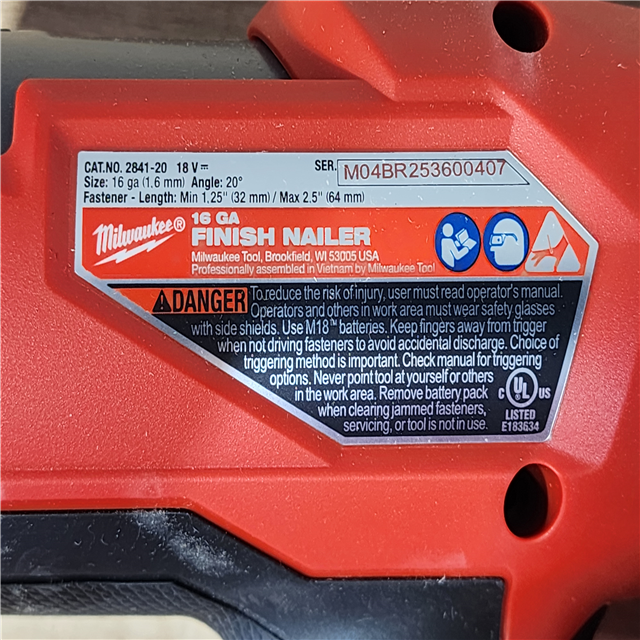 CAT.NO. 2841-20 18 V⎓ SER. M04BR253600407
Size: 16 ga (1.6 mm) Angle: 20°
Fastener - Length: Min 1.25" (32 mm) / Max 2.5" (64 mm)
Milwaukee®
16 GA
FINISH NAILER
Milwaukee Tool, Brookfield, WI 53005 USA
Professionally assembled in Vietnam by Milwaukee Tool
⚠DANGER To reduce the risk of injury, user must read operator's manual.
Operators and others in work area must wear safety glasses
with side shields. Use M18™ batteries. Keep fingers away from trigger
when not driving fasteners to avoid accidental discharge. Choice of
triggering method is important. Check manual for triggering
options. Never point tool at yourself or others
in the work area. Remove battery pack
when clearing jammed fasteners,
servicing, or tool is not in use.
C UL US
LISTED
E183634